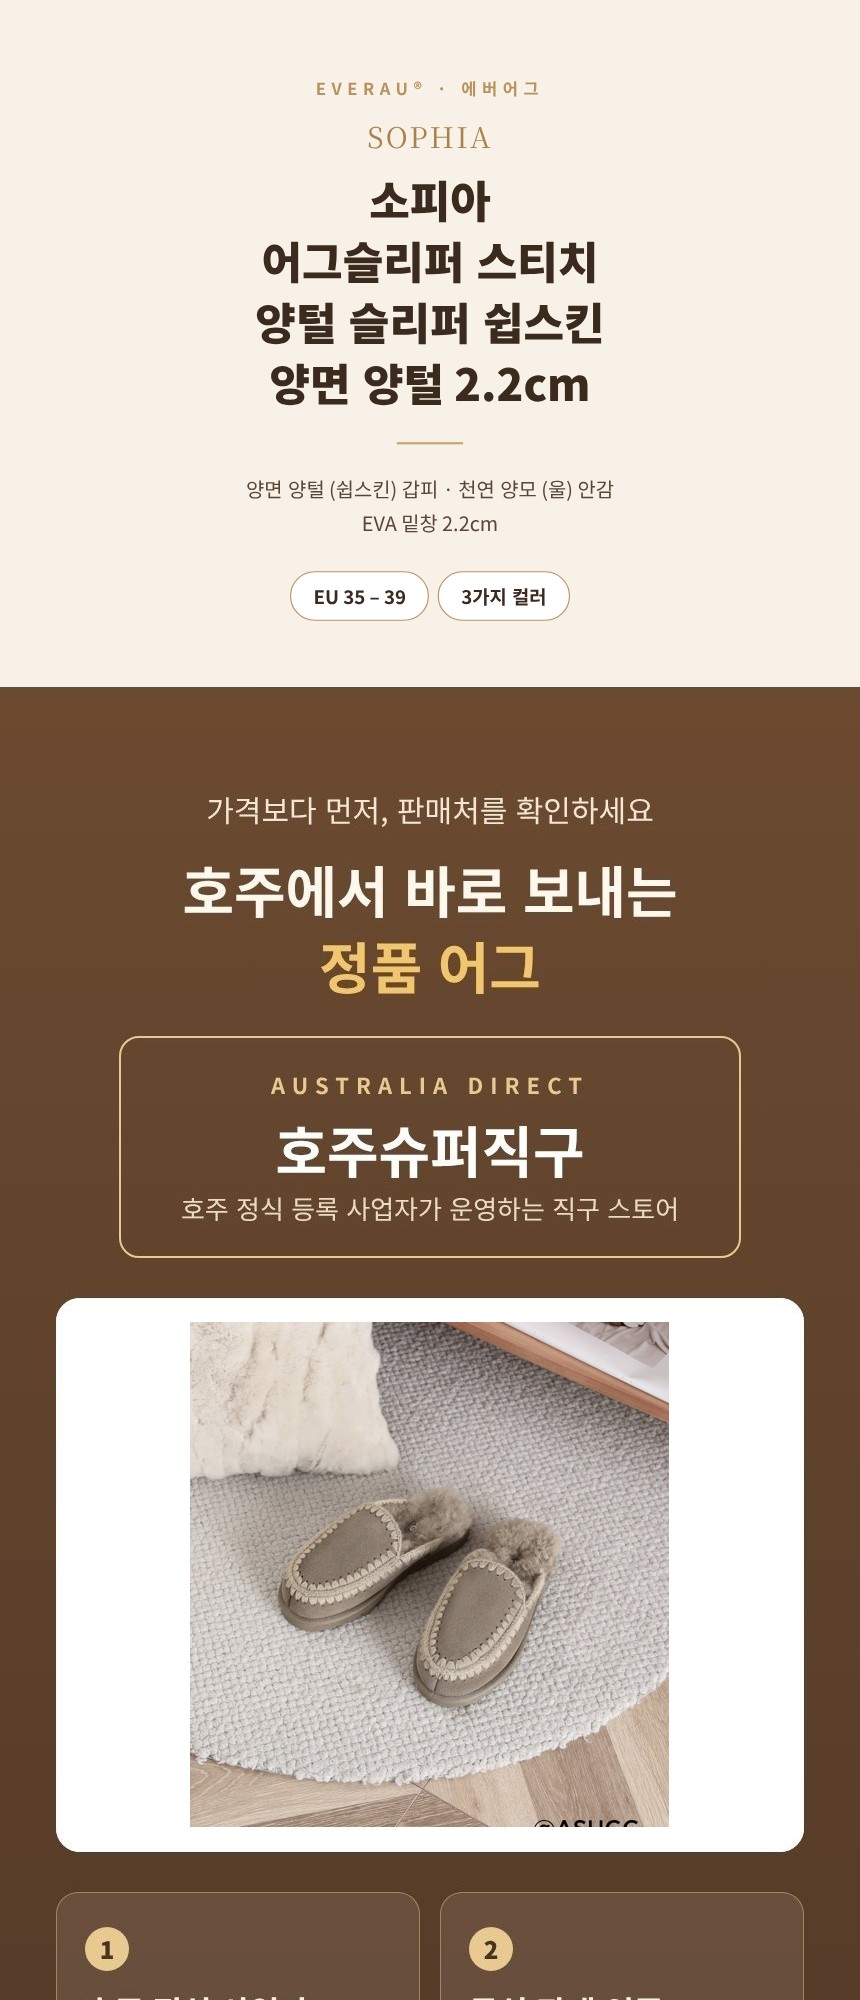 EVERAU® · 에버어그
SOPHIA
소피아
어그슬리퍼 스티치
양털 슬리퍼 쉽스킨
양면 양털 2.2cm
양면 양털 (쉽스킨) 갑피 · 천연 양모 (울) 안감
EVA 밑창 2.2cm
EU 35 – 39
3가지 컬러
가격보다 먼저, 판매처를 확인하세요
호주에서 바로 보내는
정품 어그
AUSTRALIA DIRECT
호주슈퍼직구
호주 정식 등록 사업자가 운영하는 직구 스토어
@ASUGG
1
2